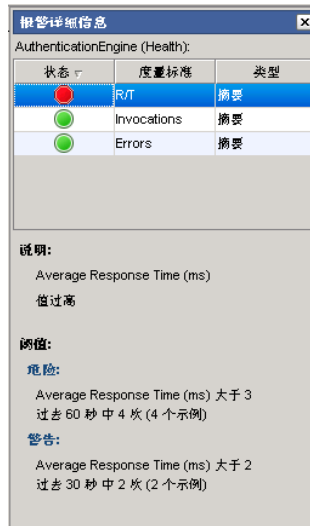 报警详细信息
AuthenticationEngine (Health):
状态 度量标准 类型
R/T 摘要
Invocations 摘要
Errors 摘要
说明:
Average Response Time (ms)
值过高
阈值:
危险:
Average Response Time (ms) 大于 3
过去 60 秒 中 4 次 (4 个示例)
警告:
Average Response Time (ms) 大于 2
过去 30 秒 中 2 次 (2 个示例)